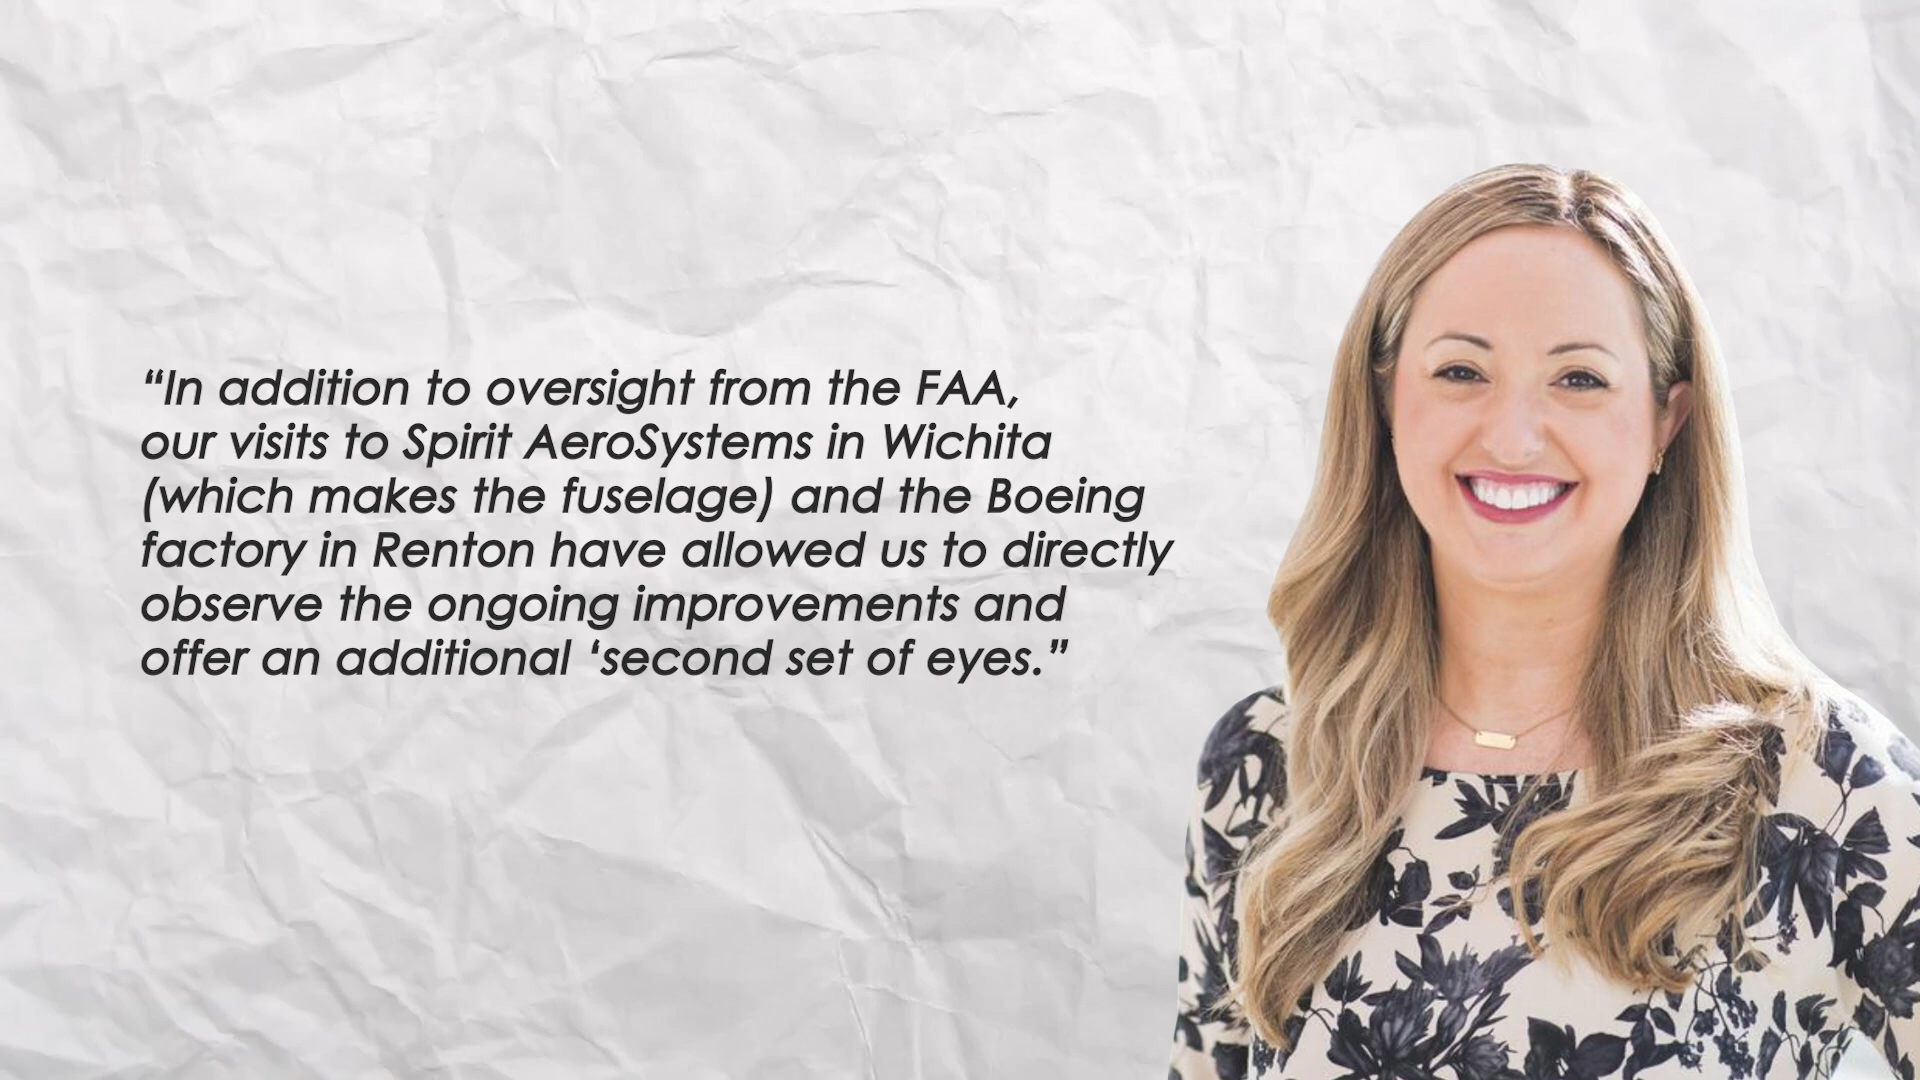 “In addition to oversight from the FAA,
our visits to Spirit AeroSystems in Wichita
(which makes the fuselage) and the Boeing
factory in Renton have allowed us to directly
observe the ongoing improvements and
offer an additional ‘second set of eyes.”